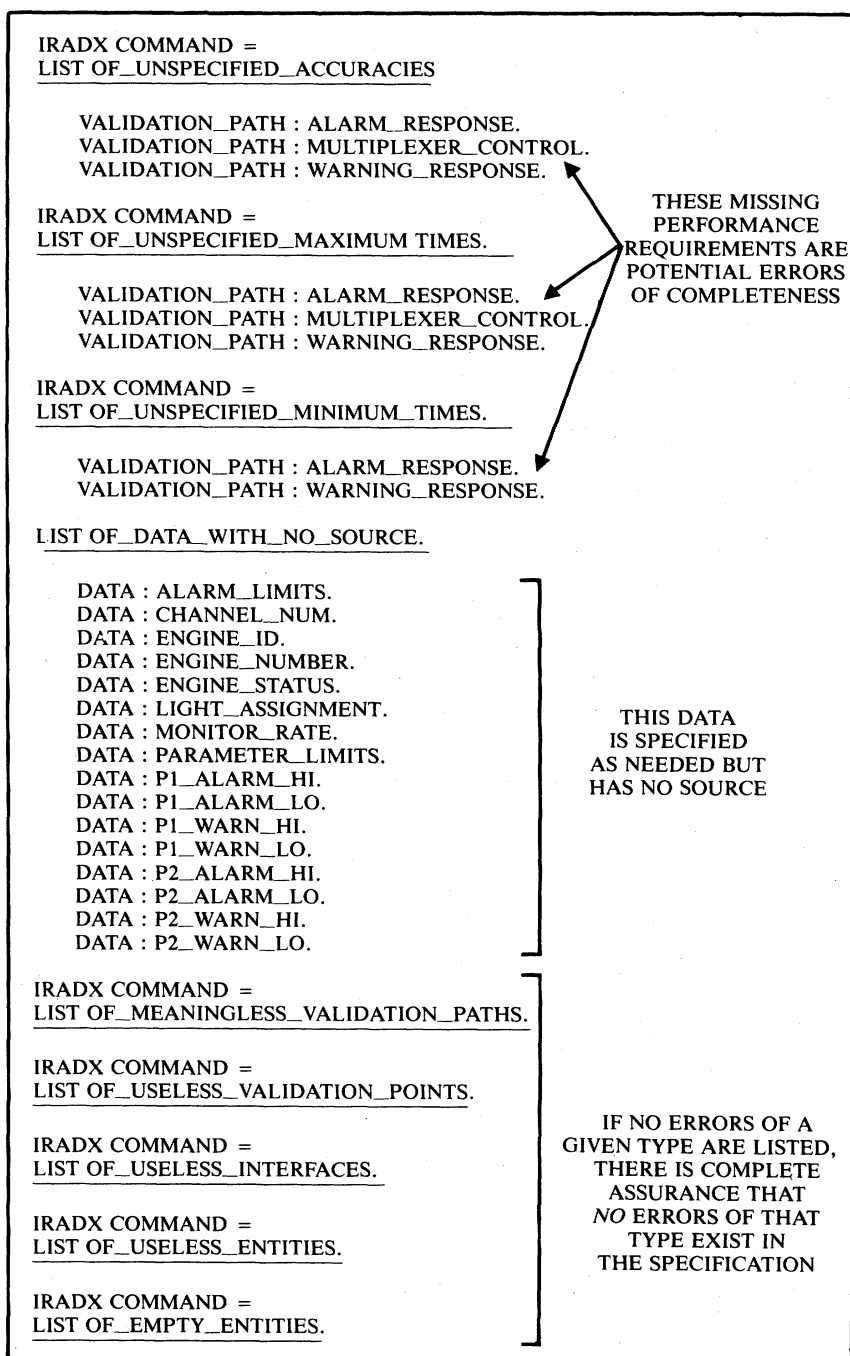 IRADX COMMAND =
LIST OF_UNSPECIFIED_ACCURACIES
VALIDATION_PATH : ALARM_RESPONSE.
VALIDATION_PATH : MULTIPLEXER_CONTROL.
VALIDATION_PATH : WARNING_RESPONSE.
THESE MISSING
PERFORMANCE
REQUIREMENTS ARE
POTENTIAL ERRORS
OF COMPLETENESS
IRADX COMMAND =
LIST OF_UNSPECIFIED_MAXIMUM TIMES.
VALIDATION_PATH : ALARM_RESPONSE.
VALIDATION_PATH : MULTIPLEXER_CONTROL.
VALIDATION_PATH : WARNING_RESPONSE.
IRADX COMMAND =
LIST OF_UNSPECIFIED_MINIMUM_TIMES.
VALIDATION_PATH : ALARM_RESPONSE.
VALIDATION_PATH : WARNING_RESPONSE.
LIST OF_DATA_WITH_NO_SOURCE.
DATA : ALARM_LIMITS.
DATA : CHANNEL_NUM.
DATA : ENGINE_ID.
DATA : ENGINE_NUMBER.
DATA : ENGINE_STATUS.
DATA : LIGHT_ASSIGNMENT.
DATA : MONITOR_RATE.
DATA : PARAMETER_LIMITS.
DATA : P1_ALARM_HI.
DATA : P1_ALARM_LO.
DATA : P1_WARN_HI.
DATA : P1_WARN_LO.
DATA : P2_ALARM_HI.
DATA : P2_ALARM_LO.
DATA : P2_WARN_HI.
DATA : P2_WARN_LO.
THIS DATA
IS SPECIFIED
AS NEEDED BUT
HAS NO SOURCE
IRADX COMMAND =
LIST OF_MEANINGLESS_VALIDATION_PATHS.
IRADX COMMAND =
LIST OF_USELESS_VALIDATION_POINTS.
IRADX COMMAND =
LIST OF_USELESS_INTERFACES.
IRADX COMMAND =
LIST OF_USELESS_ENTITIES.
IRADX COMMAND =
LIST OF_EMPTY_ENTITIES.
IF NO ERRORS OF A
GIVEN TYPE ARE LISTED,
THERE IS COMPLETE
ASSURANCE THAT
NO ERRORS OF THAT
TYPE EXIST IN
THE SPECIFICATION